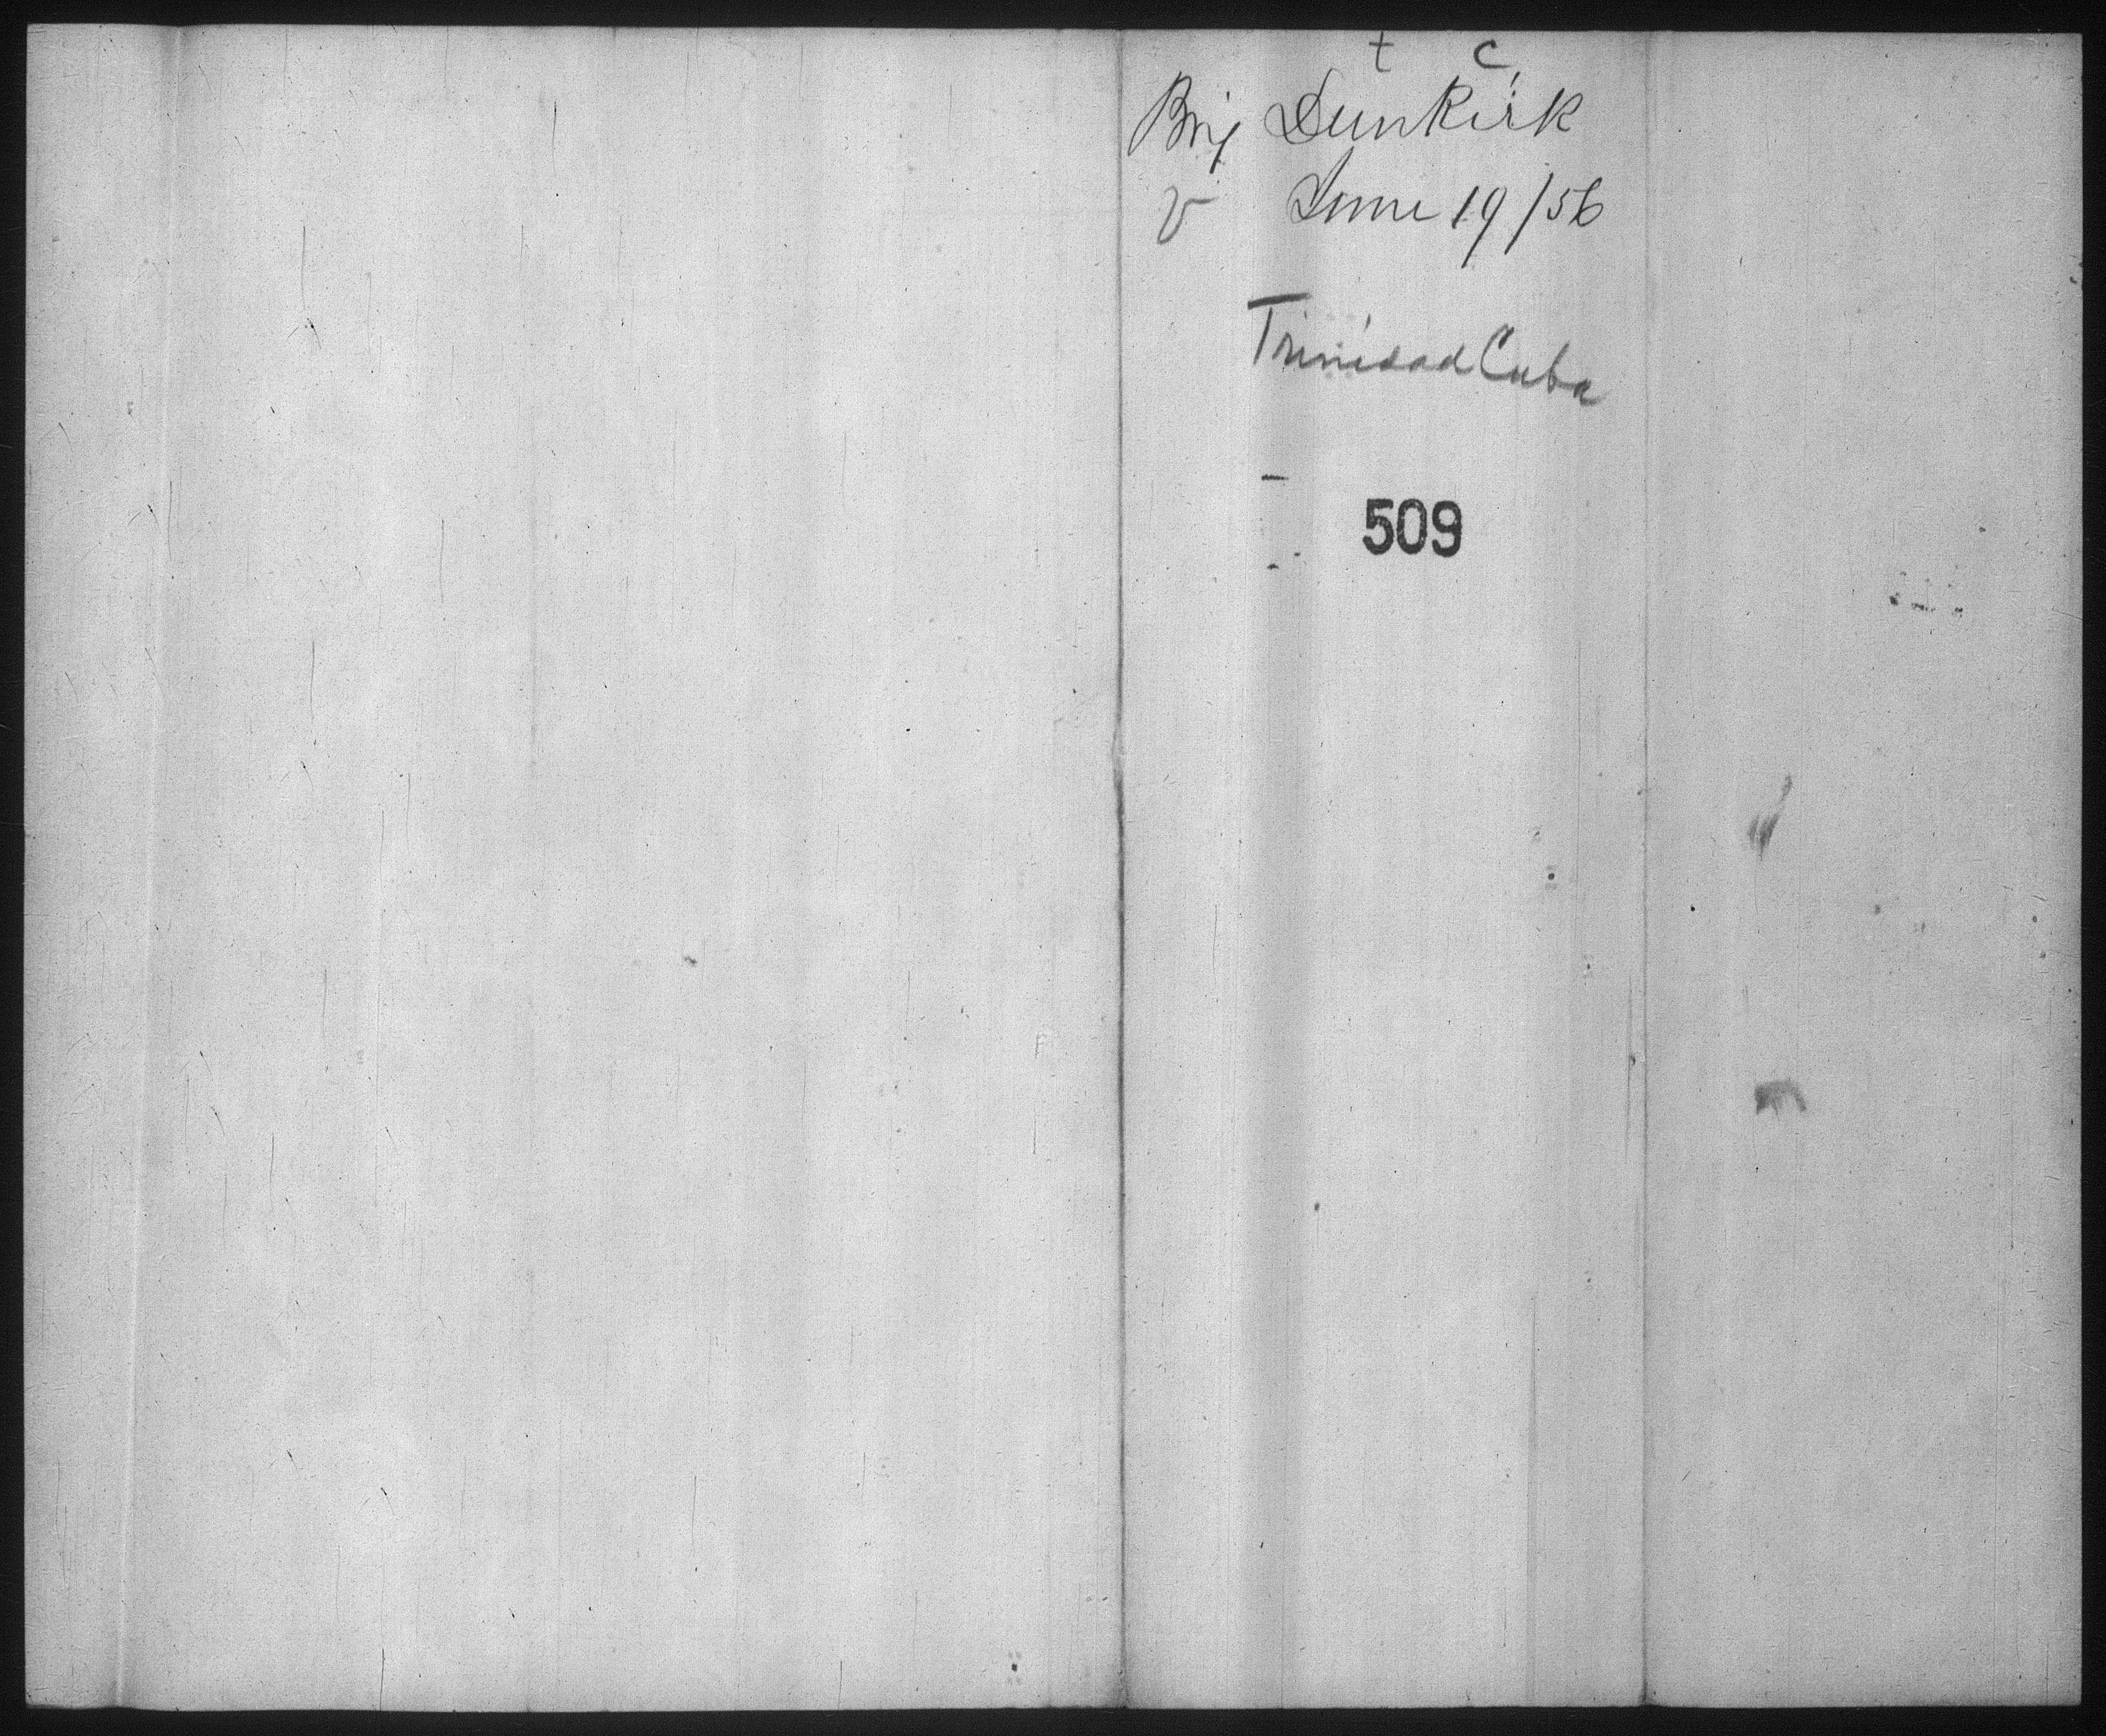 t c
Brig Dunkirk
v June 19/56
Trinidad Cuba
509